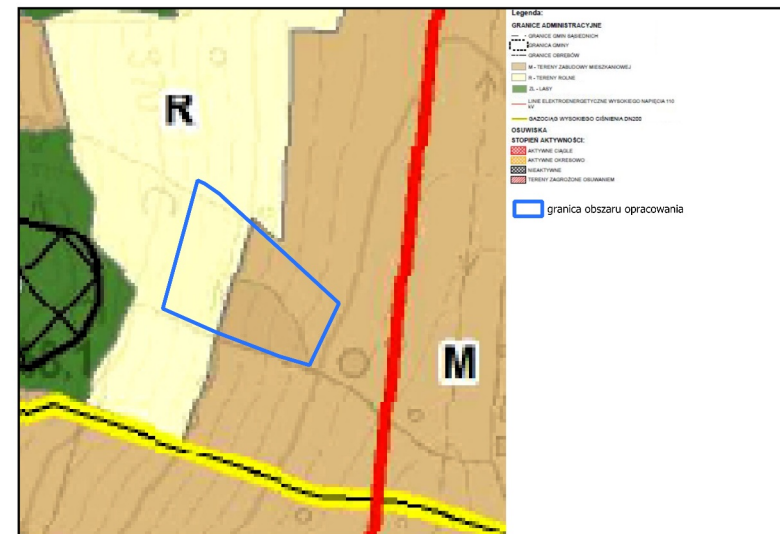 Legenda:
GRANICE ADMINISTRACYJNE
GRANICE GMIN SĄSIEDNICH
GRANICA GMINY
GRANICE OBRĘBÓW
M - TERENY ZABUDOWY MIESZKANIOWEJ
R - TERENY ROLNE
ZL - LASY
LINIE ELEKTROENERGETYCZNE WYSOKIEGO NAPIĘCIA 110
kV
GAZOCIĄG WYSOKIEGO CIŚNIENIA DN200
OSUWISKA
STOPIEŃ AKTYWNOŚCI:
AKTYWNE CIĄGLE
AKTYWNE OKRESOWO
NIEAKTYWNE
TERENY ZAGROŻONE OSUWANIEM
granica obszaru opracowania
R
M